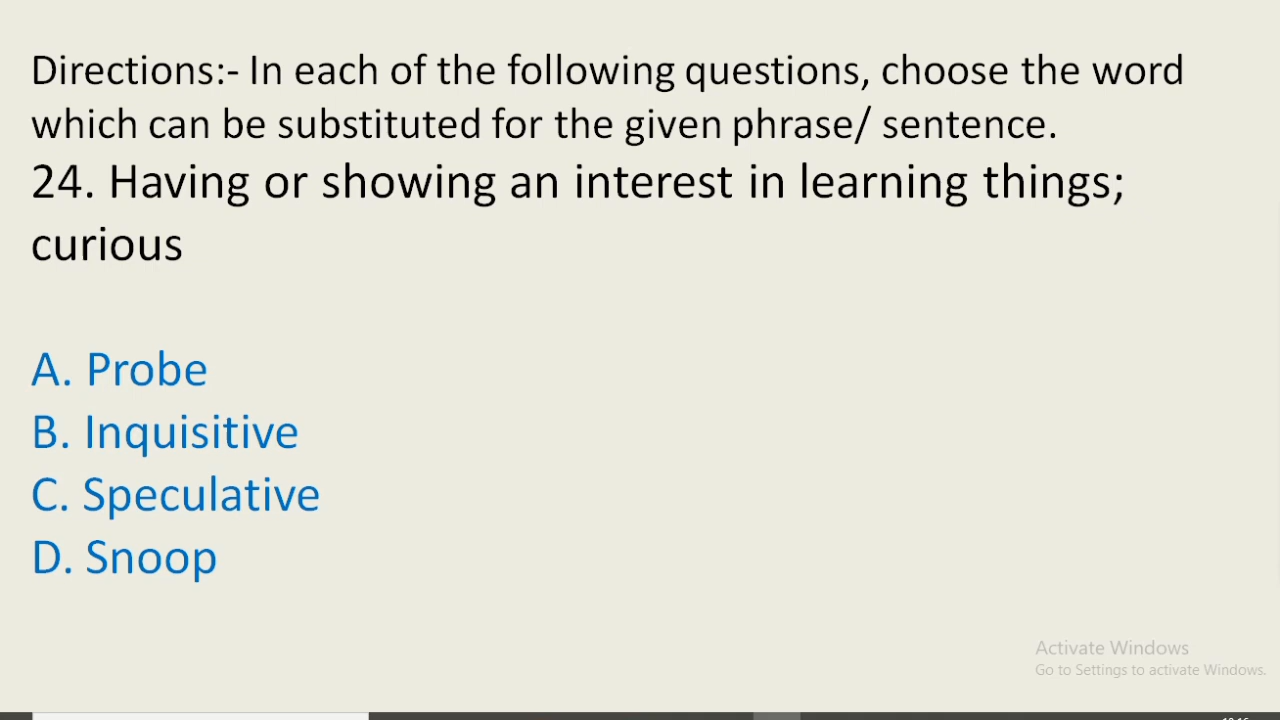 Directions:- In each of the following questions, choose the word
which can be substituted for the given phrase/ sentence.
24. Having or showing an interest in learning things;
curious
A. Probe
B. Inquisitive
C. Speculative
D. Snoop
Activate Windows
Go to Settings to activate Windows.